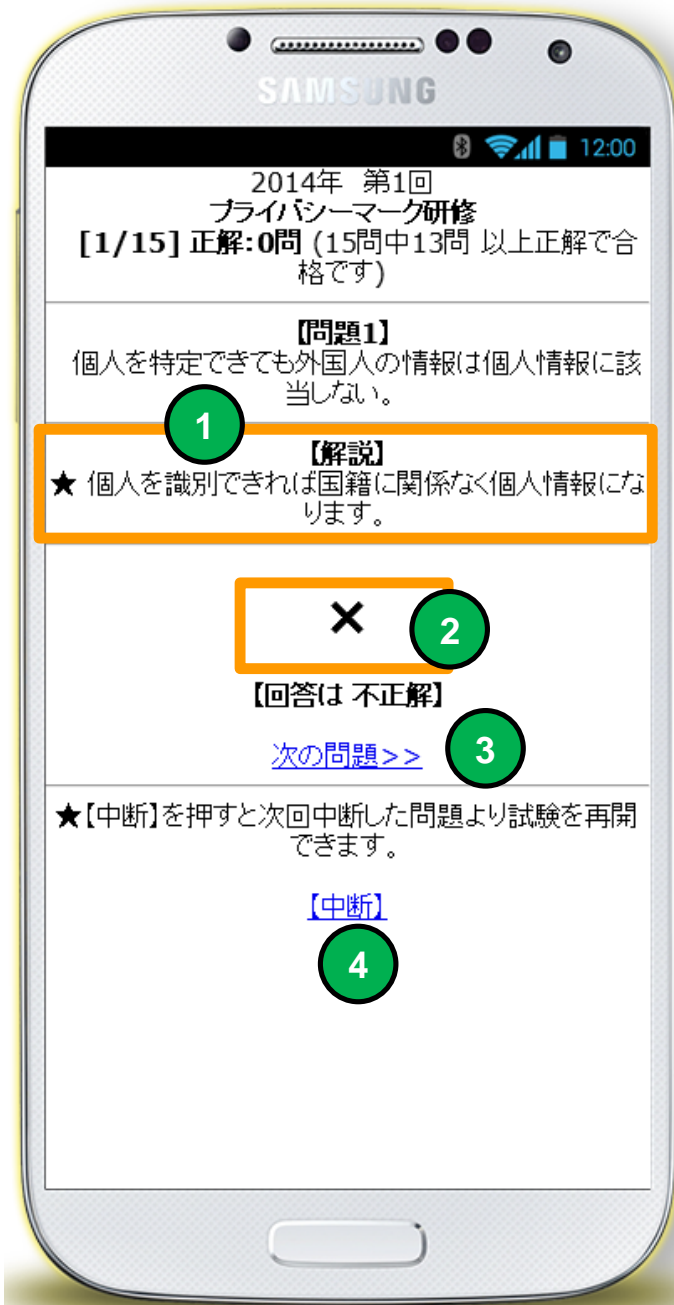 SAMSUNG
12:00
2014年 第1回
プライバシーマーク研修
[1/15] 正解:0問 (15問中13問 以上正解で合
格です)
【問題1】
個人を特定できても外国人の情報は個人情報に該
当しない。
1
【解説】
★ 個人を識別できれば国籍に関係なく個人情報にな
ります。
×
2
【回答は 不正解】
次の問題>>
3
★【中断】を押すと次回中断した問題より試験を再開
できます。
【中断】
4